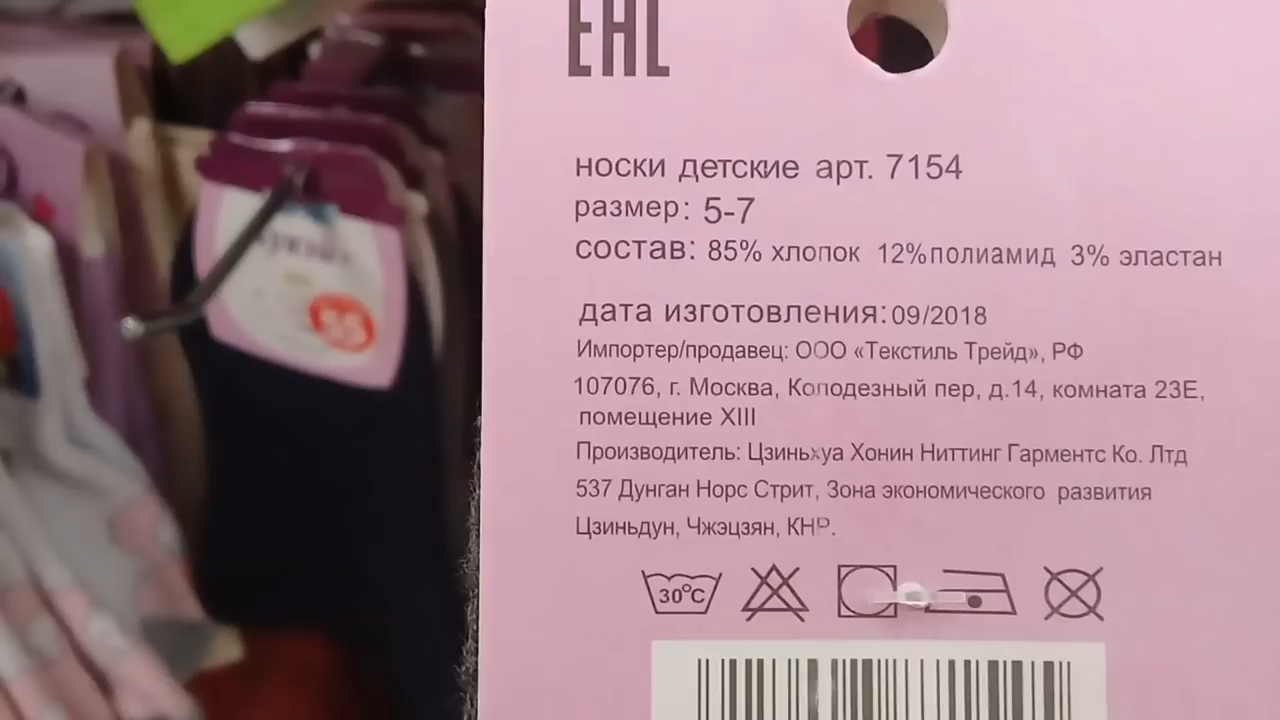 EAC
носки детские арт. 7154
размер: 5-7
состав: 85% хлопок 12%полиамид 3% эластан
дата изготовления:09/2018
Импортер/продавец: ООО «Текстиль Трейд», РФ
107076, г. Москва, Колодезный пер, д.14, комната 23Е,
помещение XIII
Производитель: Цзиньхуа Хонин Ниттинг Гарментс Ко. Лтд
537 Дунган Норс Стрит, Зона экономического развития
Цзиньдун, Чжэцзян, КНР.
30°C